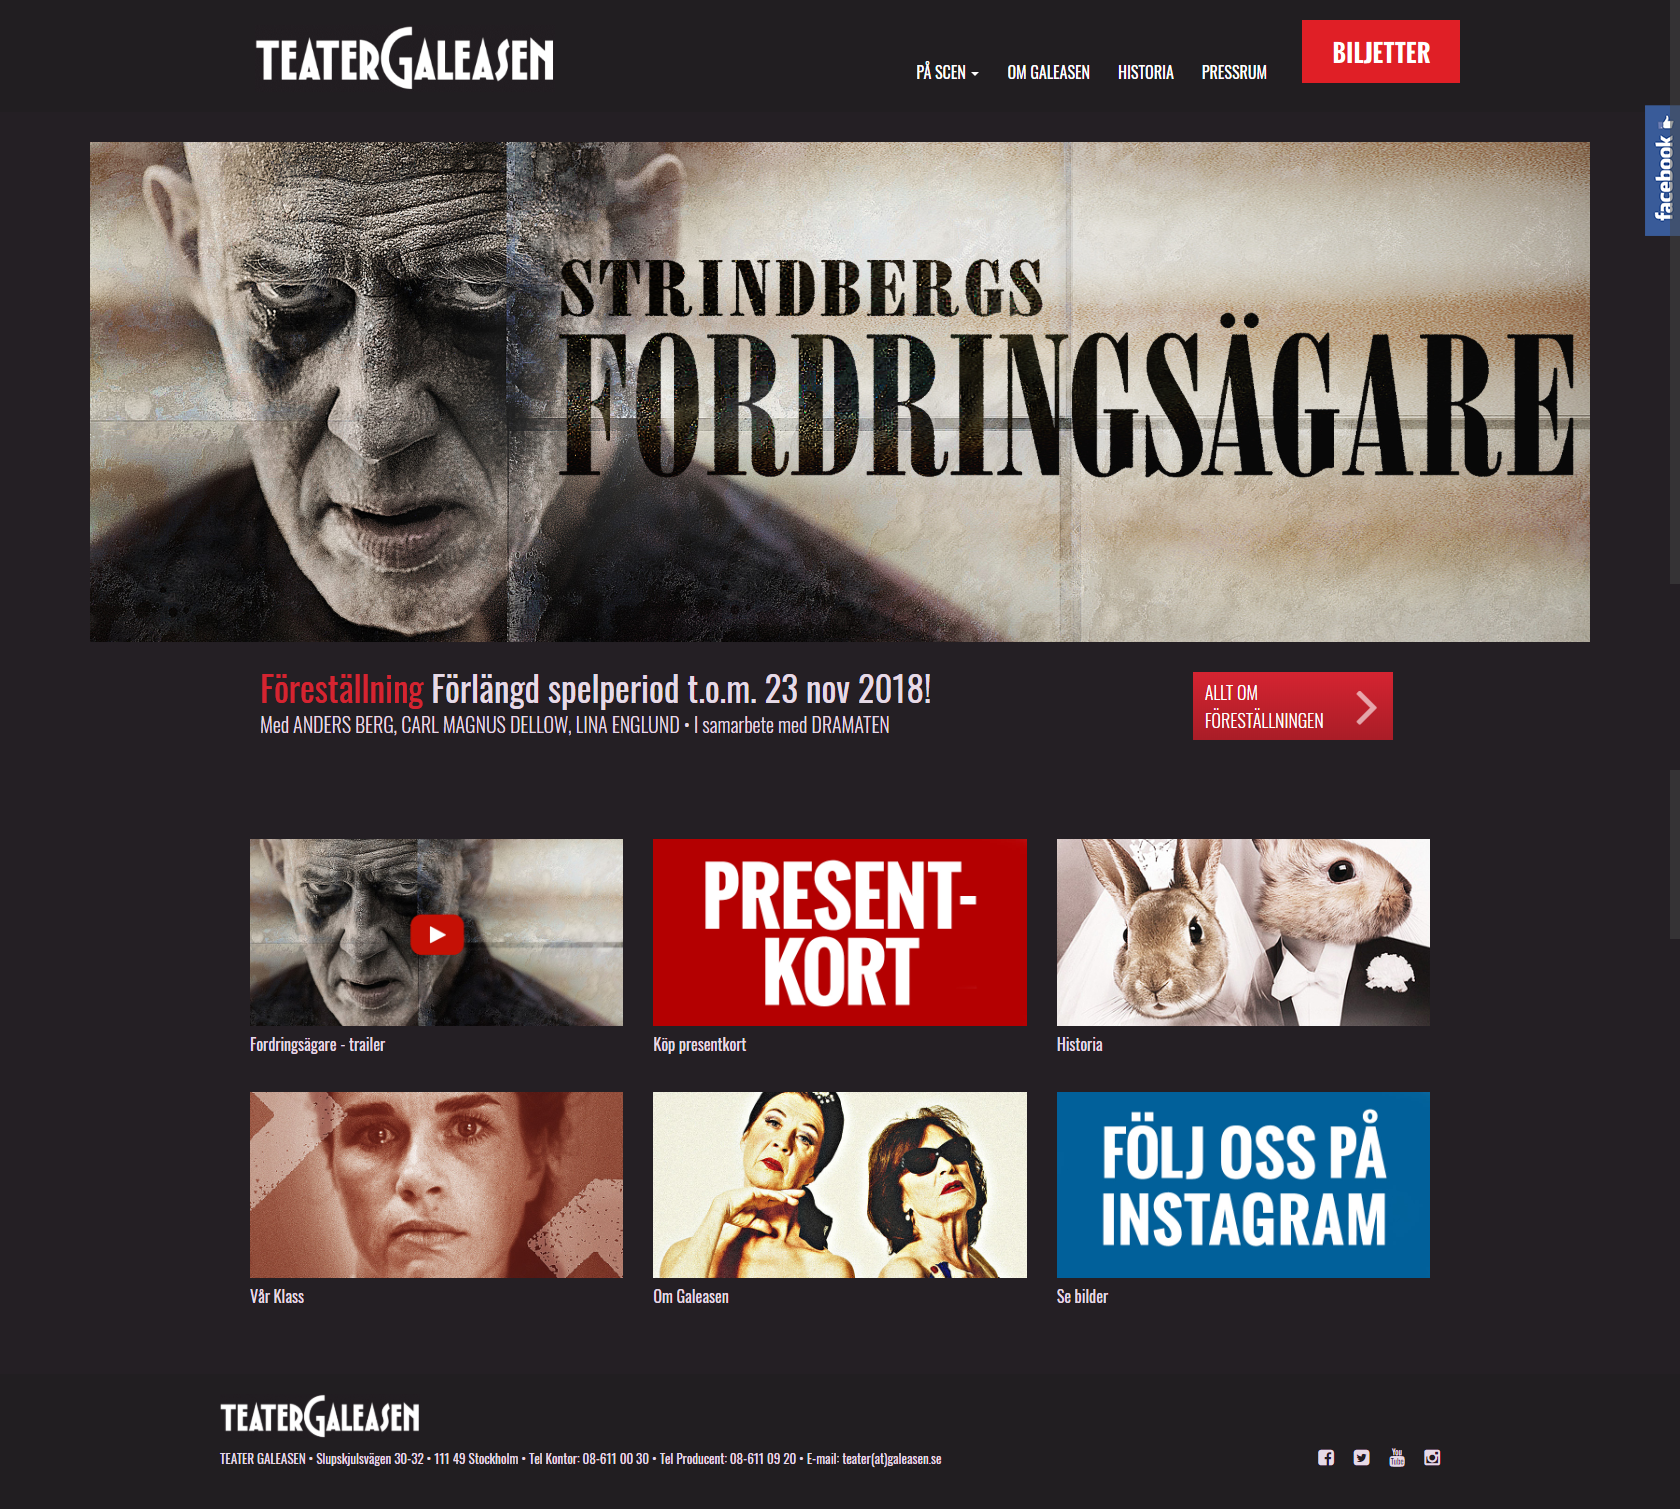 TEATERGALEASEN
PÅ SCEN
OM GALEASEN
HISTORIA
PRESSRUM
BILJETTER
facebook
STRINDBERGS
FORDRINGSÄGARE
Föreställning Förlängd spelperiod t.o.m. 23 nov 2018!
Med ANDERS BERG, CARL MAGNUS DELLOW, LINA ENGLUND • I samarbete med DRAMATEN
ALLT OM
FÖRESTÄLLNINGEN
PRESENT-
KORT
Fordringsägare - trailer
Köp presentkort
Historia
FÖLJ OSS PÅ
INSTAGRAM
Vår Klass
Om Galeasen
Se bilder
TEATERGALEASEN
TEATER GALEASEN • Slupskjulsvägen 30-32 • 111 49 Stockholm • Tel Kontor: 08-611 00 30 • Tel Producent: 08-611 09 20 • E-mail: teater(at)galeasen.se
You
Tube